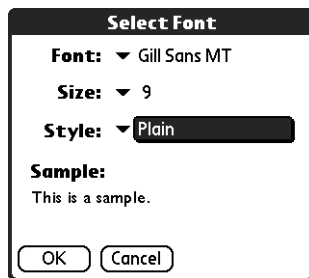 Select Font
Font: Gill Sans MT
Size: 9
Style: Plain
Sample:
This is a sample.
OK Cancel